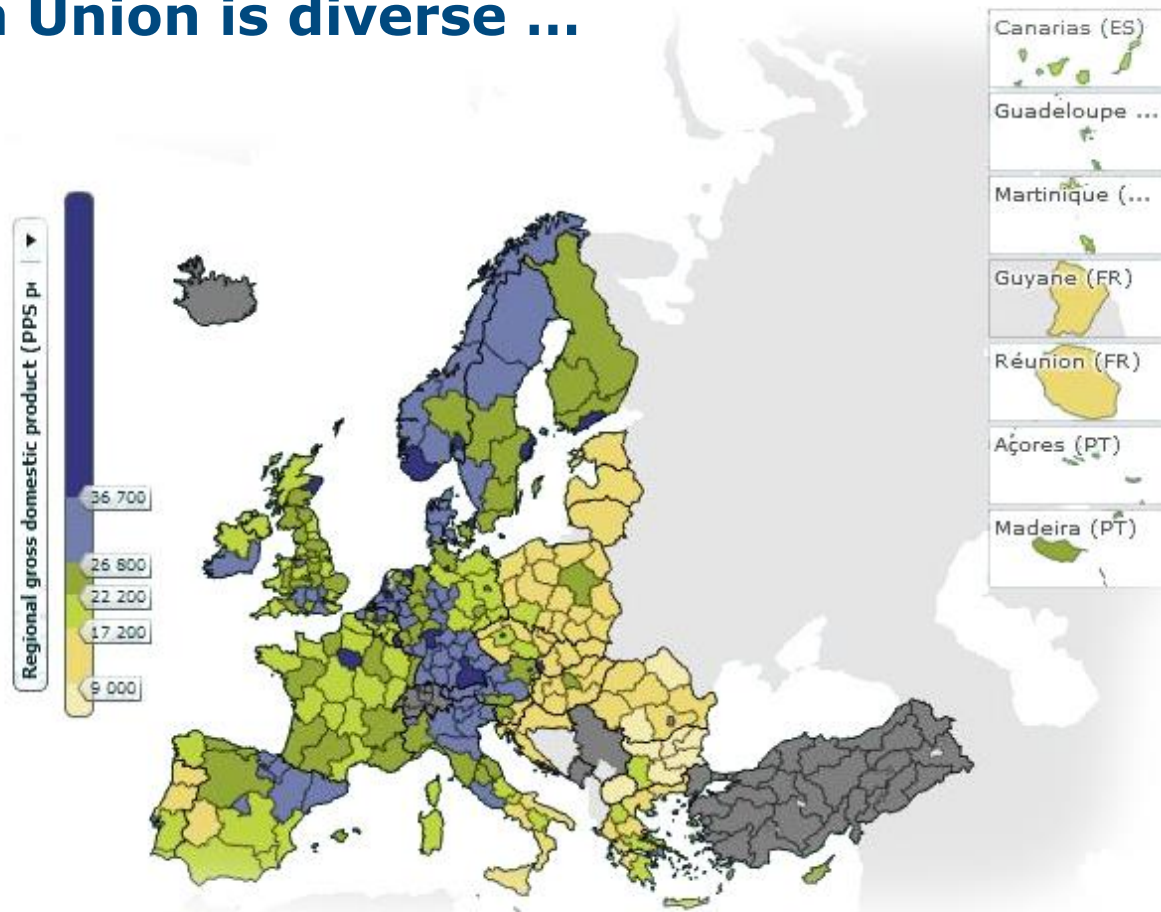 n Union is diverse ...
Canarias (ES)
Guadeloupe ...
Martinique (...
Guyane (FR)
Réunion (FR)
Açores (PT)
Madeira (PT)
Regional gross domestic product (PPS p
36 700
26 800
22 200
17 200
9 000